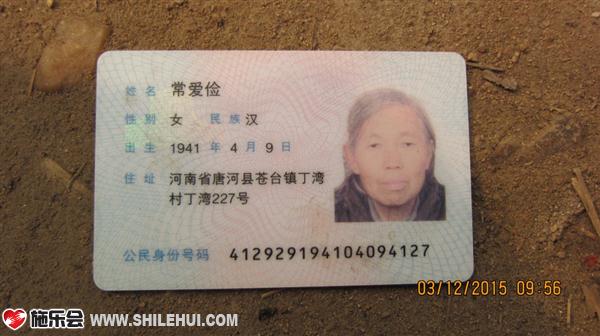 姓名 常爱俭
性别 女 民族 汉
出生 1941 年 4 月 9 日
住址 河南省唐河县苍台镇丁湾
村丁湾227号
公民身份号码 412929194104094127
03/12/2015 09:56
施乐会 WWW.SHILEHUI.COM